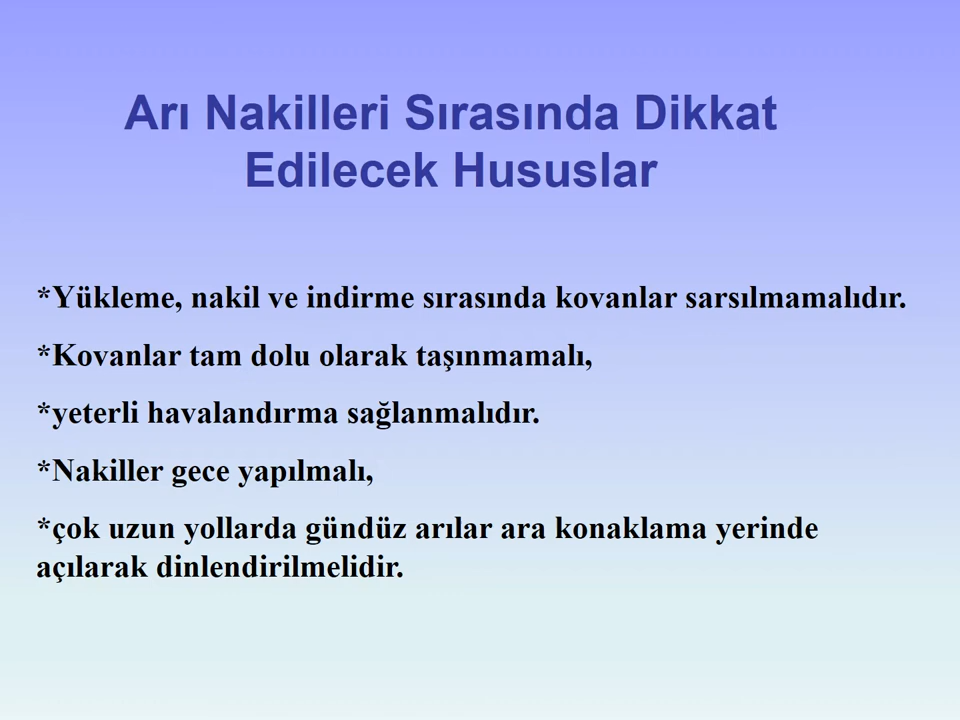 Arı Nakilleri Sırasında Dikkat
Edilecek Hususlar
*Yükleme, nakil ve indirme sırasında kovanlar sarsılmamalıdır.
*Kovanlar tam dolu olarak taşınmamalı,
*yeterli havalandırma sağlanmalıdır.
*Nakiller gece yapılmalı,
*çok uzun yollarda gündüz arılar ara konaklama yerinde
açılarak dinlendirilmelidir.